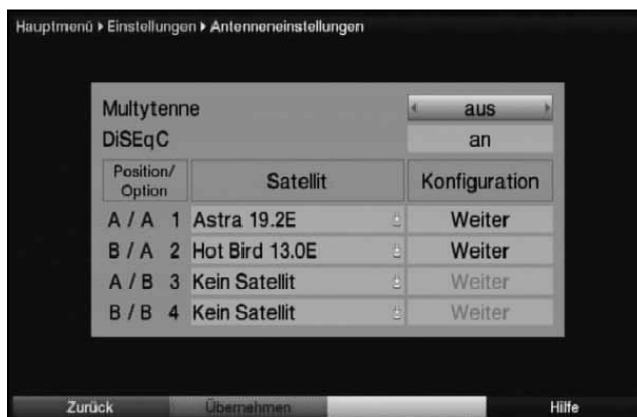 Hauptmenü ▸ Einstellungen ▸ Antenneneinstellungen
Multytenne aus
DiSEqC an
Position/ Option Satellit Konfiguration
A / A 1 Astra 19.2E Weiter
B / A 2 Hot Bird 13.0E Weiter
A / B 3 Kein Satellit Weiter
B / B 4 Kein Satellit Weiter
Zurück Übernehmen Hilfe